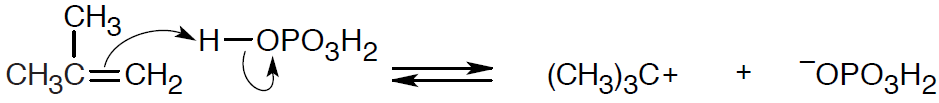 CH₃
H—OPO₃H₂
CH₃C=CH₂ (CH₃)₃C+ + ⁻OPO₃H₂